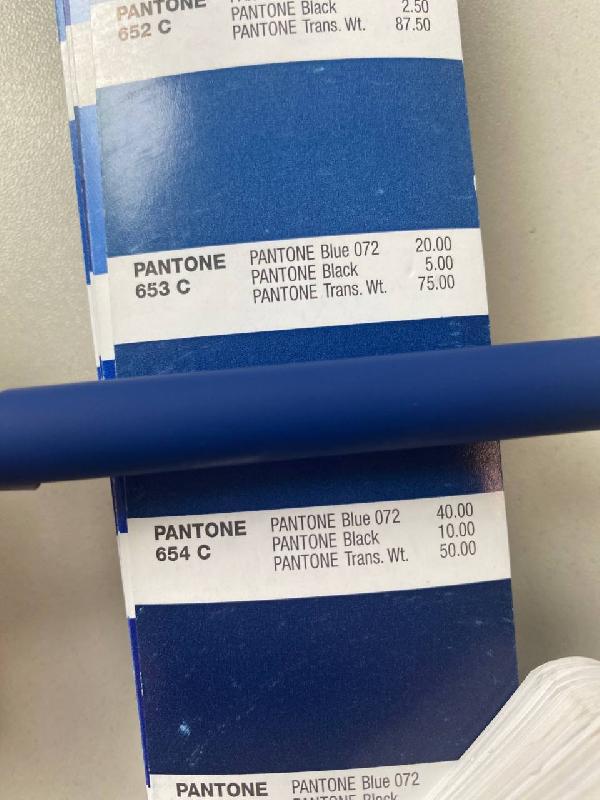 PANTONE
652 C
PANTONE Black 2.50
PANTONE Trans. Wt. 87.50
PANTONE
653 C
PANTONE Blue 072 20.00
PANTONE Black 5.00
PANTONE Trans. Wt. 75.00
PANTONE
654 C
PANTONE Blue 072 40.00
PANTONE Black 10.00
PANTONE Trans. Wt. 50.00
PANTONE
PANTONE Blue 072
PANTONE Black